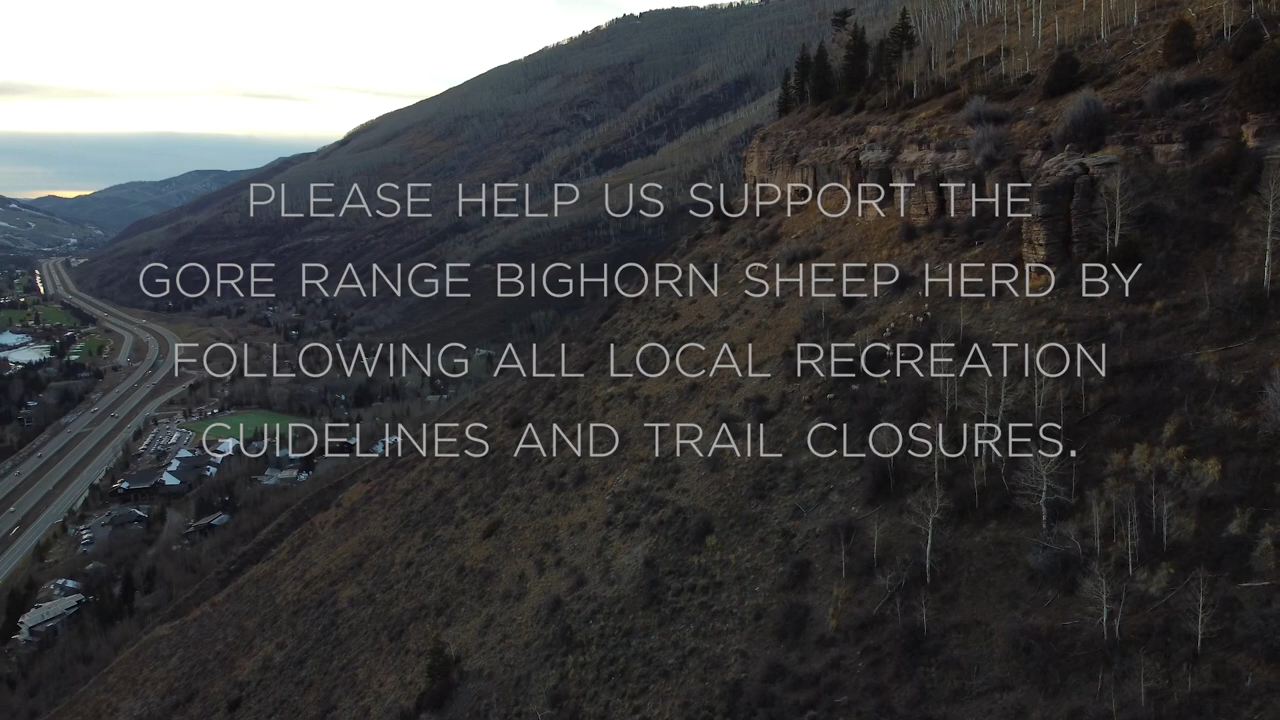 PLEASE HELP US SUPPORT THE
GORE RANGE BIGHORN SHEEP HERD BY
FOLLOWING ALL LOCAL RECREATION
GUIDELINES AND TRAIL CLOSURES.